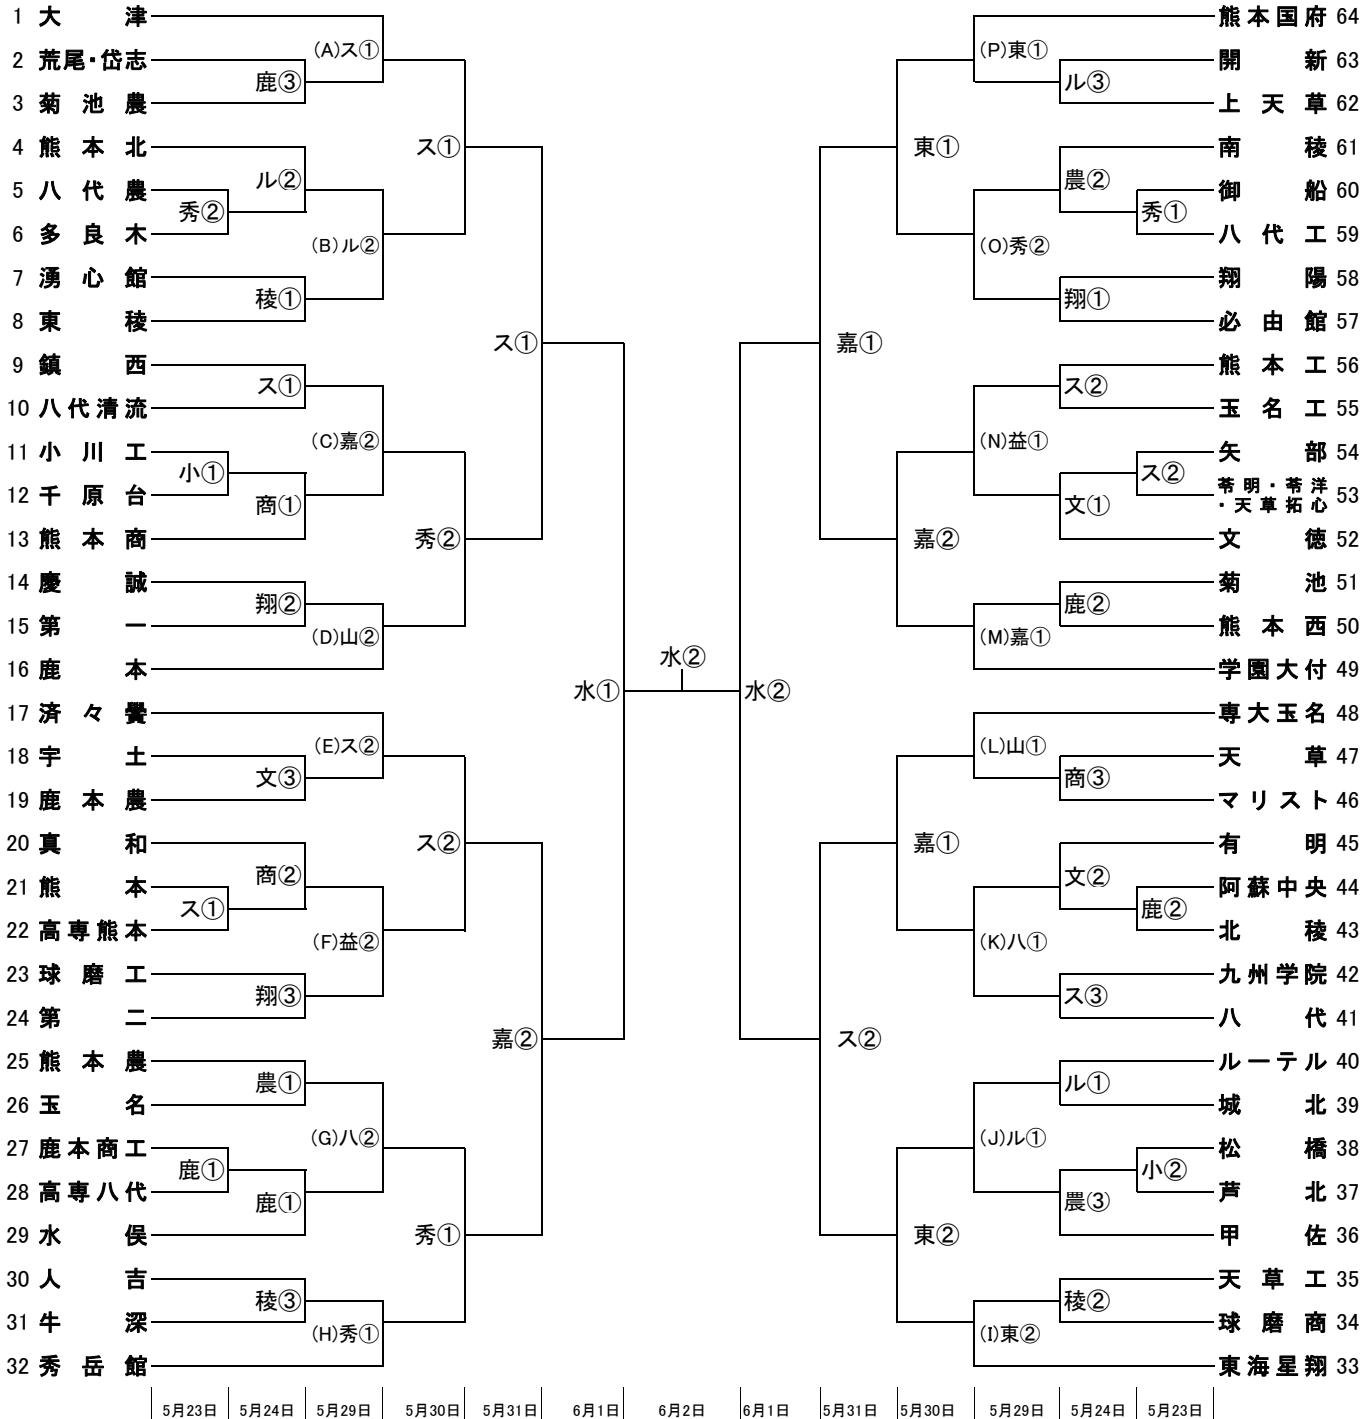 1 大津
2 荒尾・岱志
3 菊池農
4 熊本北
5 八代農
6 多良木
7 湧心館
8 東稜
9 鎮西
10 八代清流
11 小川工
12 千原台
13 熊本商
14 慶誠
15 第一
16 鹿本
17 済々黌
18 宇土
19 鹿本農
20 真和
21 熊本
22 高専熊本
23 球磨工
24 第二
25 熊本農
26 玉名
27 鹿本商工
28 高専八代
29 水俣
30 人吉
31 牛深
32 秀岳館
秀②
小①
ス①
鹿①
鹿③
ル②
稜①
ス①
商①
翔②
文③
商②
翔③
農①
鹿①
稜③
(A)ス①
(B)ル②
(C)嘉②
(D)山②
(E)ス②
(F)益②
(G)八②
(H)秀①
ス①
秀②
ス②
秀①
ス①
嘉②
水①
水②
水②
嘉①
ス②
東①
嘉②
嘉①
東②
(P)東①
(O)秀②
(N)益①
(M)嘉①
(L)山①
(K)八①
(J)ル①
(I)東②
ル③
農②
翔①
ス②
文①
鹿②
商③
文②
ス③
ル①
農③
稜②
秀①
ス②
鹿②
小②
熊本国府 64
開新 63
上天草 62
南稜 61
御船 60
八代工 59
翔陽 58
必由館 57
熊本工 56
玉名工 55
矢部 54
苓明・苓洋
・天草拓心 53
文徳 52
菊池 51
熊本西 50
学園大付 49
専大玉名 48
天草 47
マリスト 46
有明 45
阿蘇中央 44
北稜 43
九州学院 42
八代 41
ルーテル 40
城北 39
松橋 38
芦北 37
甲佐 36
天草工 35
球磨商 34
東海星翔 33
5月23日 5月24日 5月29日 5月30日 5月31日 6月1日 6月2日 6月1日 5月31日 5月30日 5月29日 5月24日 5月23日